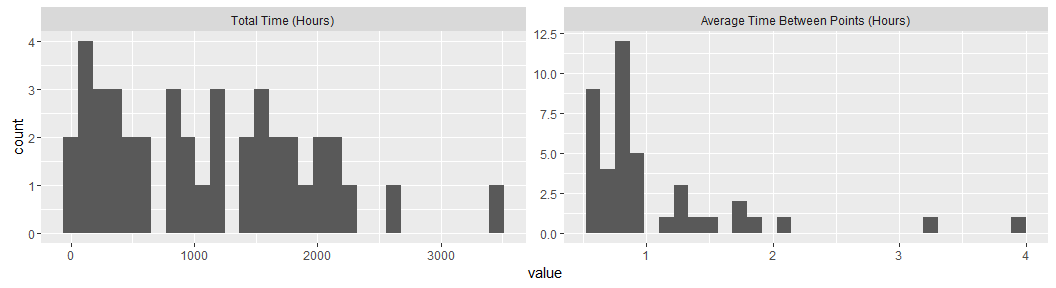 Total Time (Hours)
Average Time Between Points (Hours)
count
4
3
2
1
0
12.5
10.0
7.5
5.0
2.5
0.0
0 1000 2000 3000
1 2 3 4
value